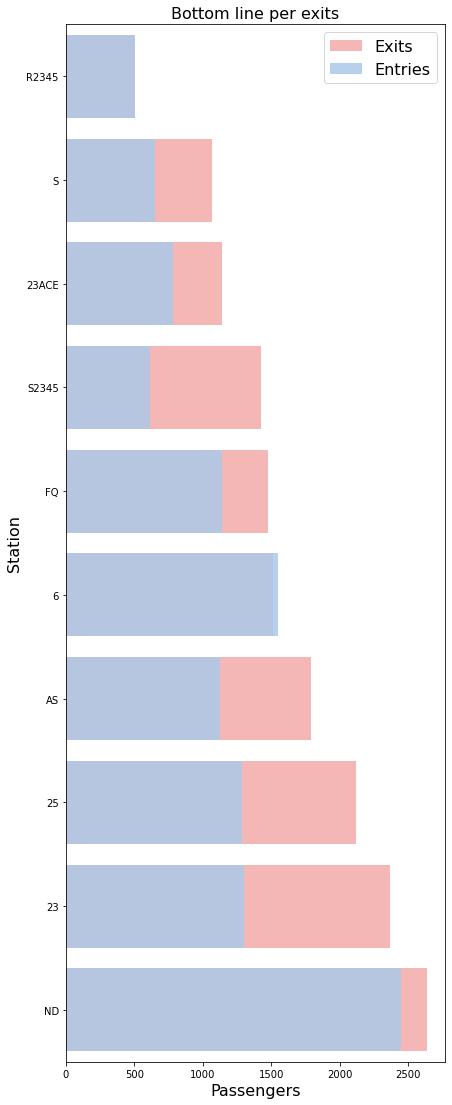 Bottom line per exits
Exits
Entries
R2345
S
23ACE
S2345
FQ
6
AS
25
23
ND
Station
0 500 1000 1500 2000 2500
Passengers